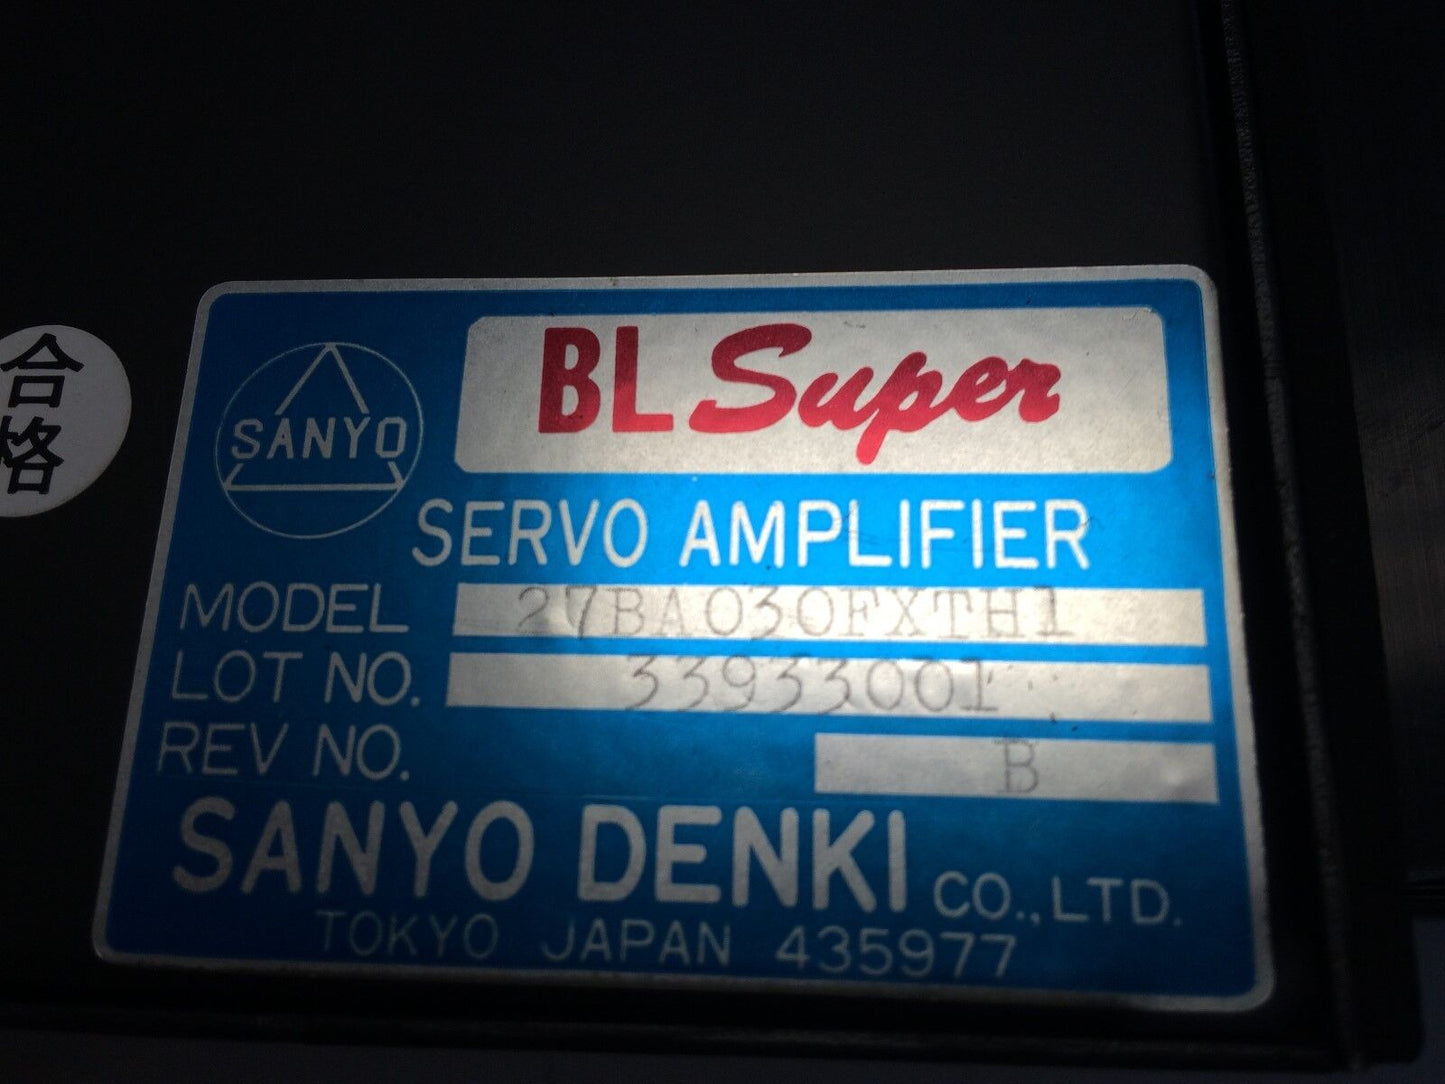 合
格
SANYO
BL Super
SERVO AMPLIFIER
MODEL 27BA030FXTH1
LOT NO. 33933001
REV NO. B
SANYO DENKI CO., LTD.
TOKYO JAPAN 435977